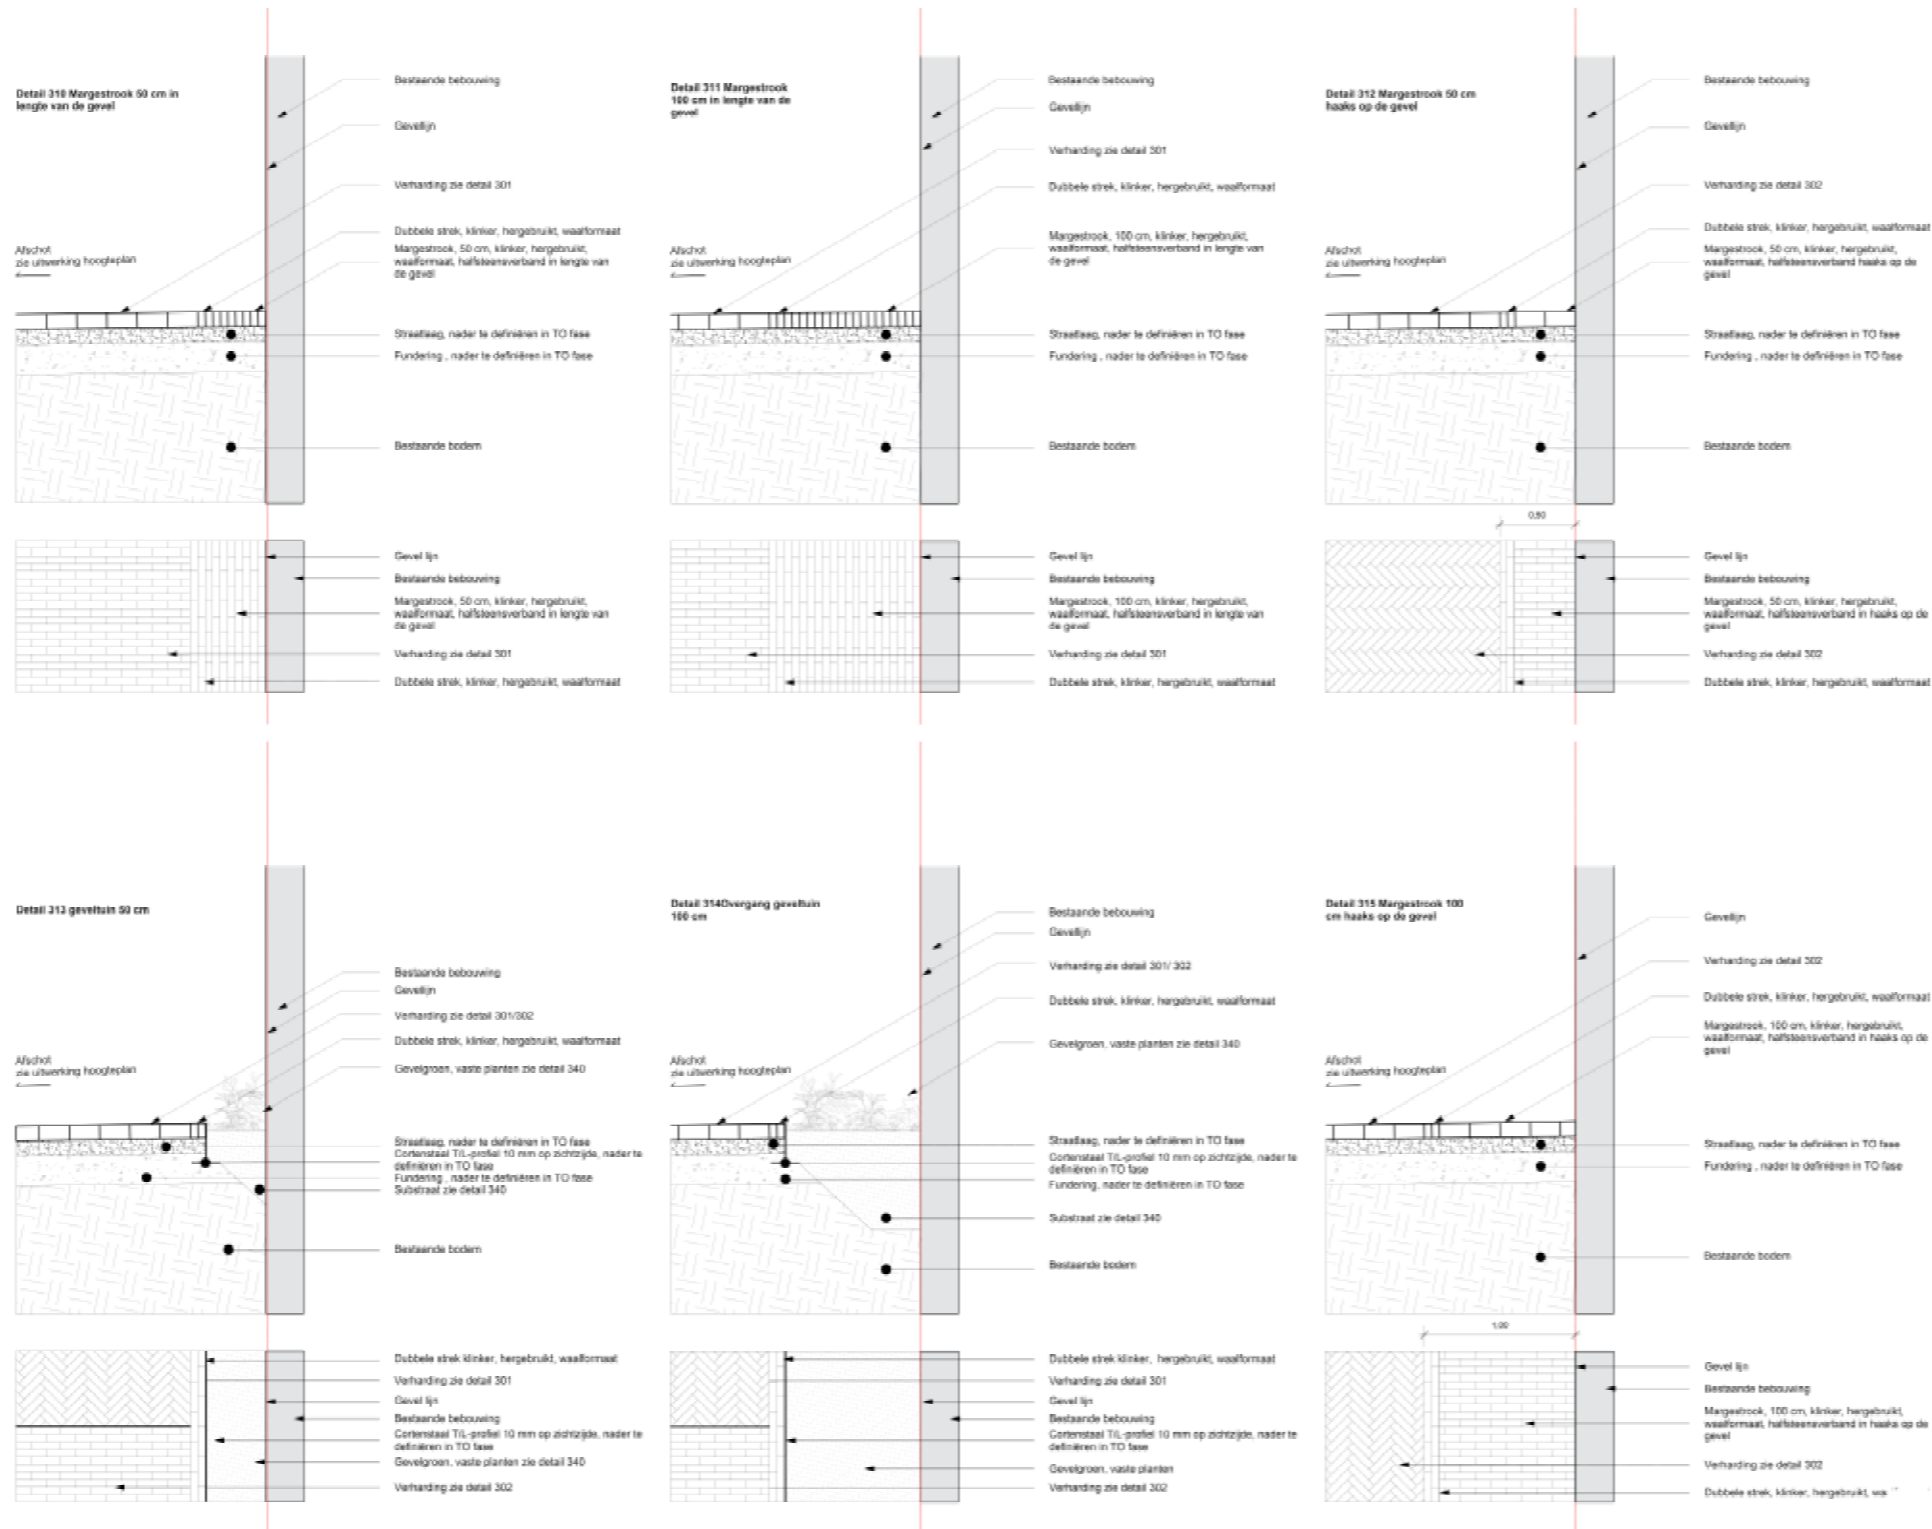 Detail 310 Margestrook 50 cm in
lengte van de gevel
Bestaande bebouwing
Gevellijn
Verharding zie detail 301
Dubbele strek, klinker, hergebruikt, waalformaat
Margestrook, 50 cm, klinker, hergebruikt,
waalformaat, halfsteensverband in lengte van
de gevel
Afschot
zie uitwerking hoogteplan
Straatlaag, nader te definiëren in TO fase
Fundering , nader te definiëren in TO fase
Bestaande bodem
Gevel lijn
Bestaande bebouwing
Margestrook, 50 cm, klinker, hergebruikt,
waalformaat, halfsteensverband in lengte van
de gevel
Verharding zie detail 301
Dubbele strek, klinker, hergebruikt, waalformaat
Detail 311 Margestrook
100 cm in lengte van de
gevel
Bestaande bebouwing
Gevellijn
Verharding zie detail 301
Dubbele strek, klinker, hergebruikt, waalformaat
Margestrook, 100 cm, klinker, hergebruikt,
waalformaat, halfsteensverband in lengte van
de gevel
Afschot
zie uitwerking hoogteplan
Straatlaag, nader te definiëren in TO fase
Fundering , nader te definiëren in TO fase
Bestaande bodem
Gevel lijn
Bestaande bebouwing
Margestrook, 100 cm, klinker, hergebruikt,
waalformaat, halfsteensverband in lengte van
de gevel
Verharding zie detail 301
Dubbele strek, klinker, hergebruikt, waalformaat
Detail 312 Margestrook 50 cm
haaks op de gevel
Bestaande bebouwing
Gevellijn
Verharding zie detail 302
Dubbele strek, klinker, hergebruikt, waalformaat
Margestrook, 50 cm, klinker, hergebruikt,
waalformaat, halfsteensverband haaks op de
gevel
Afschot
zie uitwerking hoogteplan
Straatlaag, nader te definiëren in TO fase
Fundering , nader te definiëren in TO fase
Bestaande bodem
0,50
Gevel lijn
Bestaande bebouwing
Margestrook, 50 cm, klinker, hergebruikt,
waalformaat, halfsteensverband in haaks op de
gevel
Verharding zie detail 302
Dubbele strek, klinker, hergebruikt, waalformaat
Detail 313 geveltuin 50 cm
Bestaande bebouwing
Gevellijn
Verharding zie detail 301/302
Dubbele strek, klinker, hergebruikt, waalformaat
Gevelgroen, vaste planten zie detail 340
Afschot
zie uitwerking hoogteplan
Straatlaag, nader te definiëren in TO fase
Cortenstaal T/L-profiel 10 mm op zichtzijde, nader te
definiëren in TO fase
Fundering , nader te definiëren in TO fase
Substraat zie detail 340
Bestaande bodem
Dubbele strek klinker, hergebruikt, waalformaat
Verharding zie detail 301
Gevel lijn
Bestaande bebouwing
Cortenstaal T/L-profiel 10 mm op zichtzijde, nader te
definiëren in TO fase
Gevelgroen, vaste planten zie detail 340
Verharding zie detail 302
Detail 314Overgang geveltuin
100 cm
Bestaande bebouwing
Gevellijn
Verharding zie detail 301/ 302
Dubbele strek, klinker, hergebruikt, waalformaat
Gevelgroen, vaste planten zie detail 340
Afschot
zie uitwerking hoogteplan
Straatlaag, nader te definiëren in TO fase
Cortenstaal T/L-profiel 10 mm op zichtzijde, nader te
definiëren in TO fase
Fundering, nader te definiëren in TO fase
Substraat zie detail 340
Bestaande bodem
Dubbele strek klinker, hergebruikt, waalformaat
Verharding zie detail 301
Gevel lijn
Bestaande bebouwing
Cortenstaal T/L-profiel 10 mm op zichtzijde, nader te
definiëren in TO fase
Gevelgroen, vaste planten
Verharding zie detail 302
Detail 315 Margestrook 100
cm haaks op de gevel
Gevellijn
Verharding zie detail 302
Dubbele strek, klinker, hergebruikt, waalformaat
Margestrook, 100 cm, klinker, hergebruikt,
waalformaat, halfsteensverband in haaks op de
gevel
Afschot
zie uitwerking hoogteplan
Straatlaag, nader te definiëren in TO fase
Fundering , nader te definiëren in TO fase
Bestaande bodem
1,00
Gevel lijn
Bestaande bebouwing
Margestrook, 100 cm, klinker, hergebruikt,
waalformaat, halfsteensverband in haaks op de
gevel
Verharding zie detail 302
Dubbele strek, klinker, hergebruikt, wa